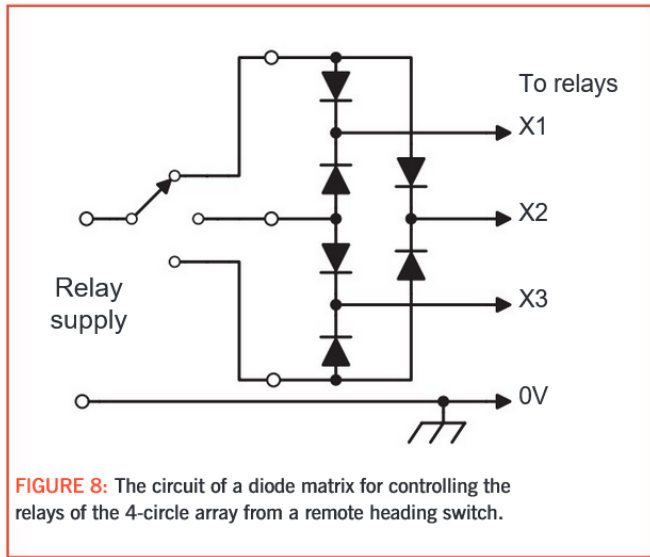 To relays
X1
X2
X3
0V
Relay
supply
FIGURE 8: The circuit of a diode matrix for controlling the
relays of the 4-circle array from a remote heading switch.